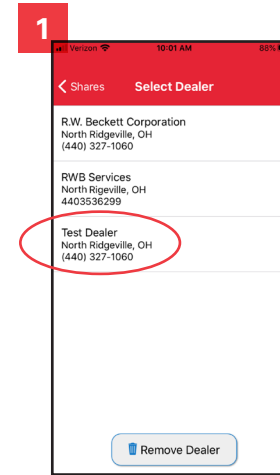 1
Verizon 10:01 AM 88%
Shares Select Dealer
R.W. Beckett Corporation
North Ridgeville, OH
(440) 327-1060
RWB Services
North Rigeville, OH
4403536299
Test Dealer
North Ridgeville, OH
(440) 327-1060
Remove Dealer